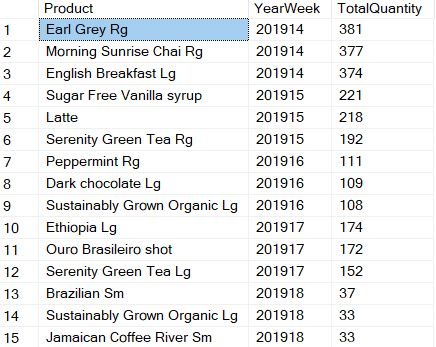 Product YearWeek TotalQuantity
1 Earl Grey Rg 201914 381
2 Morning Sunrise Chai Rg 201914 377
3 English Breakfast Lg 201914 374
4 Sugar Free Vanilla syrup 201915 221
5 Latte 201915 218
6 Serenity Green Tea Rg 201915 192
7 Peppermint Rg 201916 111
8 Dark chocolate Lg 201916 109
9 Sustainably Grown Organic Lg 201916 108
10 Ethiopia Lg 201917 174
11 Ouro Brasileiro shot 201917 172
12 Serenity Green Tea Lg 201917 152
13 Brazilian Sm 201918 37
14 Sustainably Grown Organic Lg 201918 33
15 Jamaican Coffee River Sm 201918 33